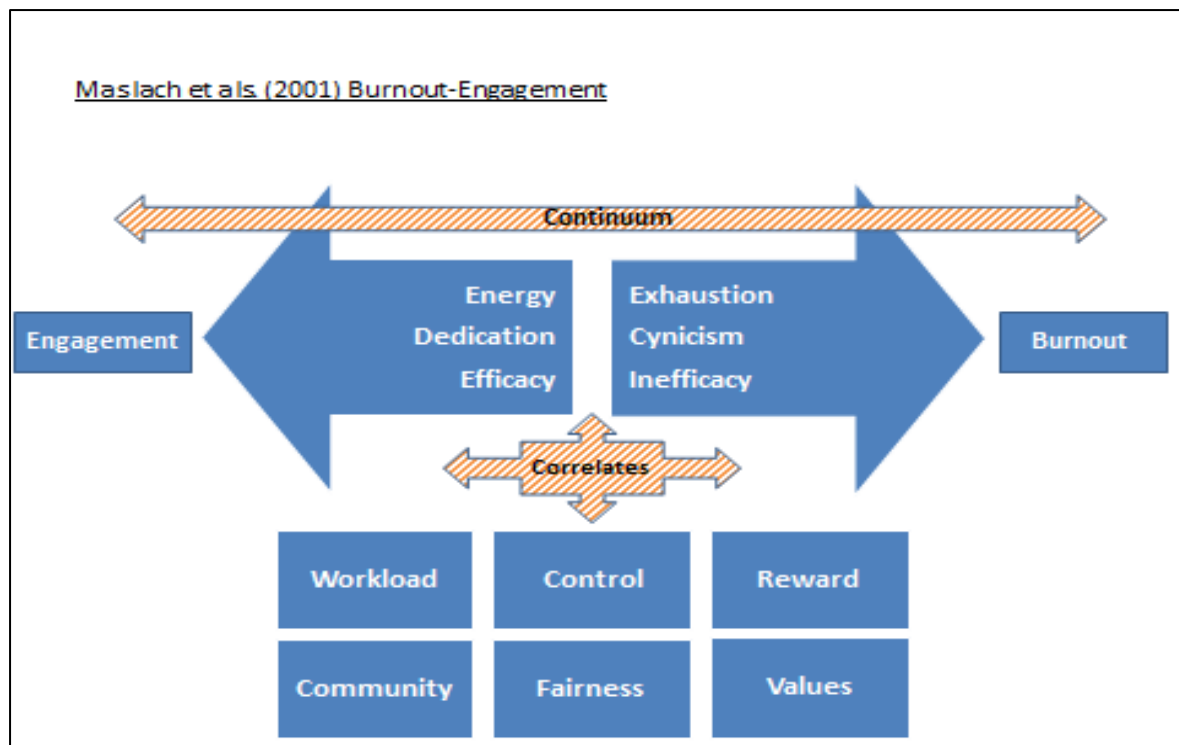 Maslach et als. (2001) Burnout-Engagement
Continuum
Engagement
Energy
Dedication
Efficacy
Exhaustion
Cynicism
Inefficacy
Burnout
Correlates
Workload
Control
Reward
Community
Fairness
Values